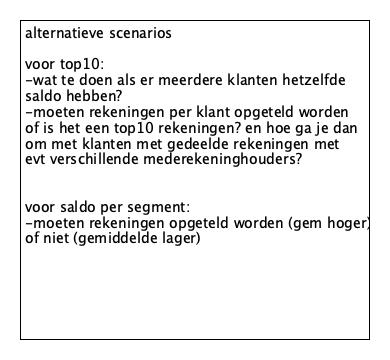 alternatieve scenarios
voor top10:
-wat te doen als er meerdere klanten hetzelfde
saldo hebben?
-moeten rekeningen per klant opgeteld worden
of is het een top10 rekeningen? en hoe ga je dan
om met klanten met gedeelde rekeningen met
evt verschillende mederekeninghouders?
voor saldo per segment:
-moeten rekeningen opgeteld worden (gem hoger)
of niet (gemiddelde lager)